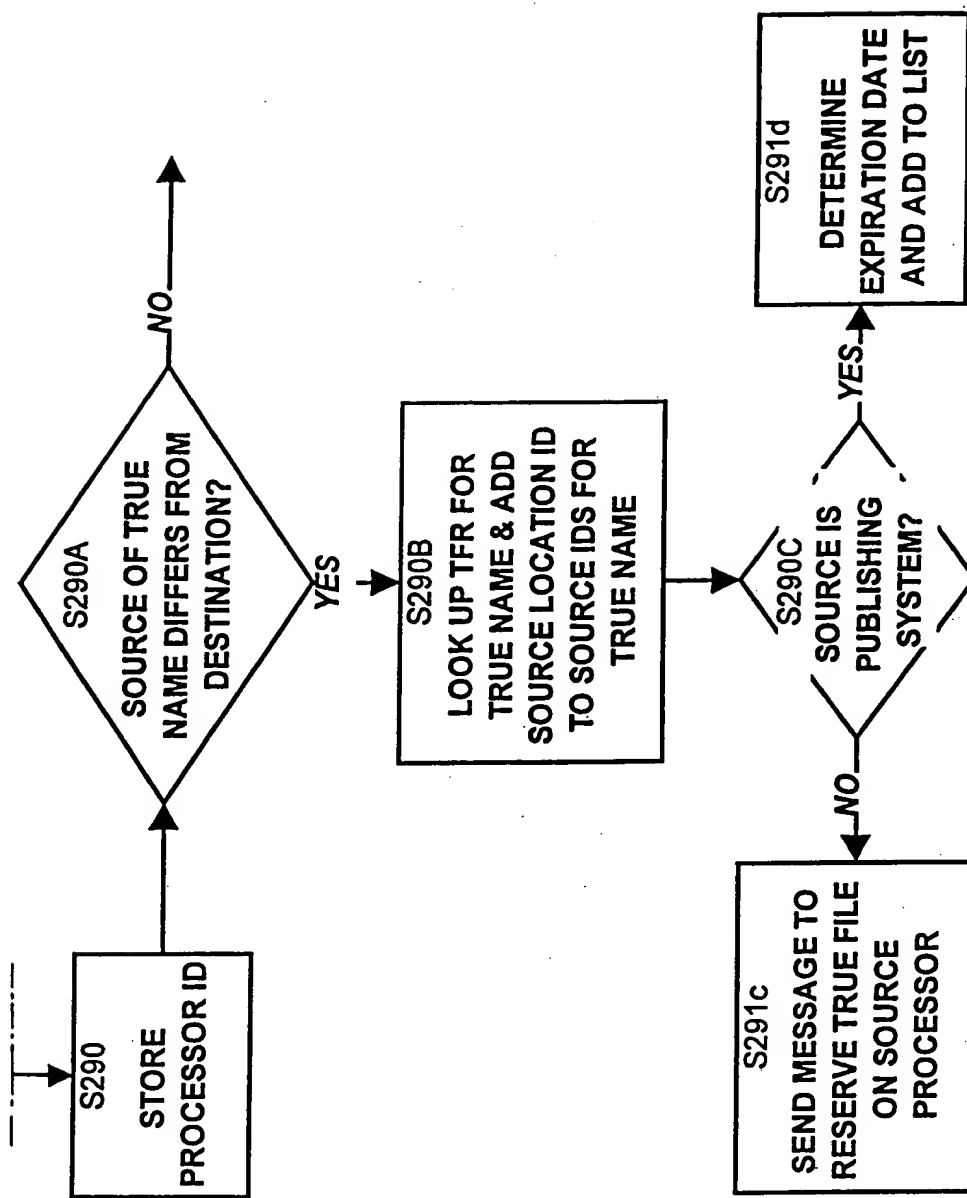 S290
STORE
PROCESSOR ID
S290A
SOURCE OF TRUE
NAME DIFFERS FROM
DESTINATION?
NO
YES
S290B
LOOK UP TFR FOR
TRUE NAME & ADD
SOURCE LOCATION ID
TO SOURCE IDS FOR
TRUE NAME
S290C
SOURCE IS
PUBLISHING
SYSTEM?
NO
YES
S291c
SEND MESSAGE TO
RESERVE TRUE FILE
ON SOURCE
PROCESSOR
S291d
DETERMINE
EXPIRATION DATE
AND ADD TO LIST